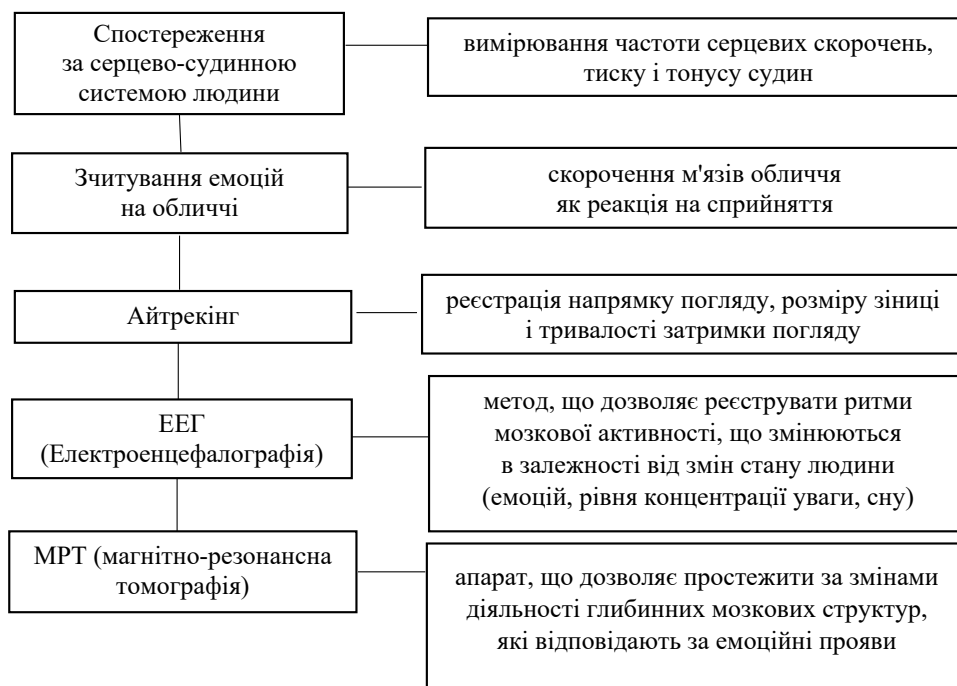 Спостереження
за серцево-судинною
системою людини
вимірювання частоти серцевих скорочень,
тиску і тонусу судин
Зчитування емоцій
на обличчі
скорочення м'язів обличчя
як реакція на сприйняття
Айтрекінг
реєстрація напрямку погляду, розміру зіниці
і тривалості затримки погляду
ЕЕГ
(Електроенцефалографія)
метод, що дозволяє реєструвати ритми
мозкової активності, що змінюються
в залежності від змін стану людини
(емоцій, рівня концентрації уваги, сну)
МРТ (магнітно-резонансна
томографія)
апарат, що дозволяє простежити за змінами
діяльності глибинних мозкових структур,
які відповідають за емоційні прояви